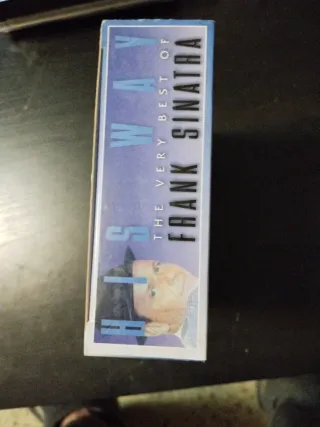 HIS WAY
THE VERY BEST OF
FRANK SINATRA